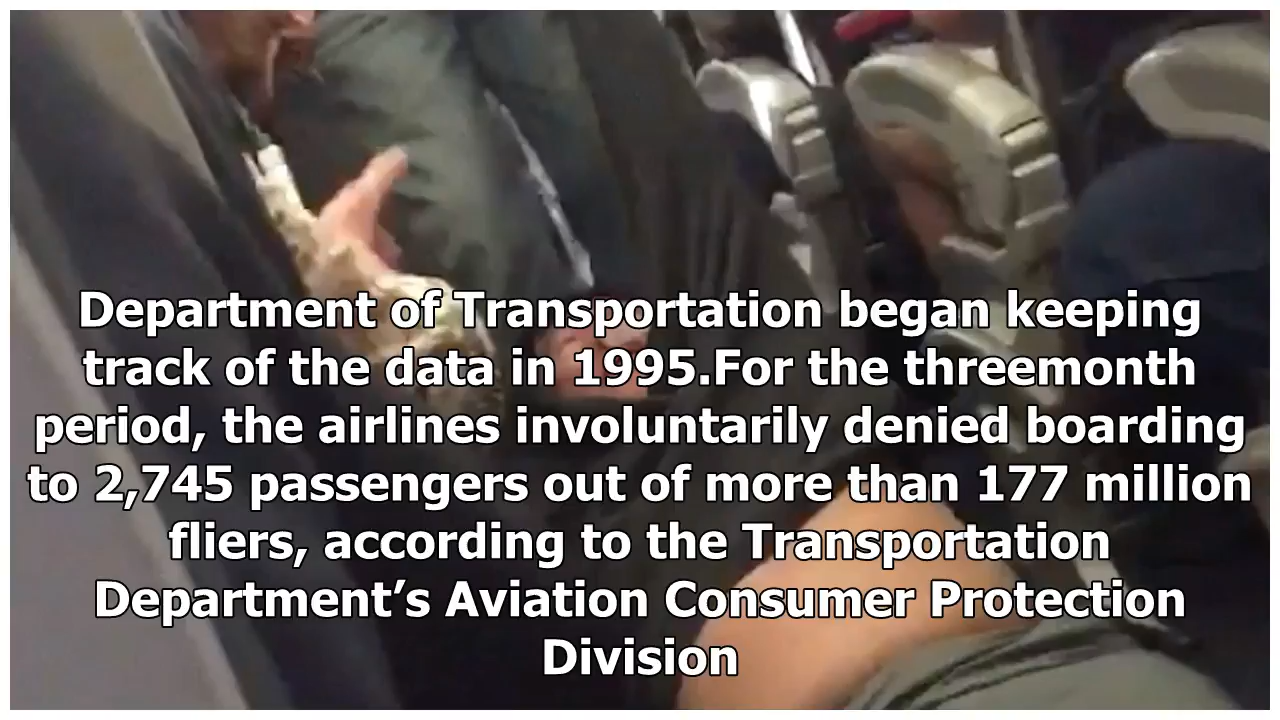 Department of Transportation began keeping
track of the data in 1995.For the threemonth
period, the airlines involuntarily denied boarding
to 2,745 passengers out of more than 177 million
fliers, according to the Transportation
Department’s Aviation Consumer Protection
Division